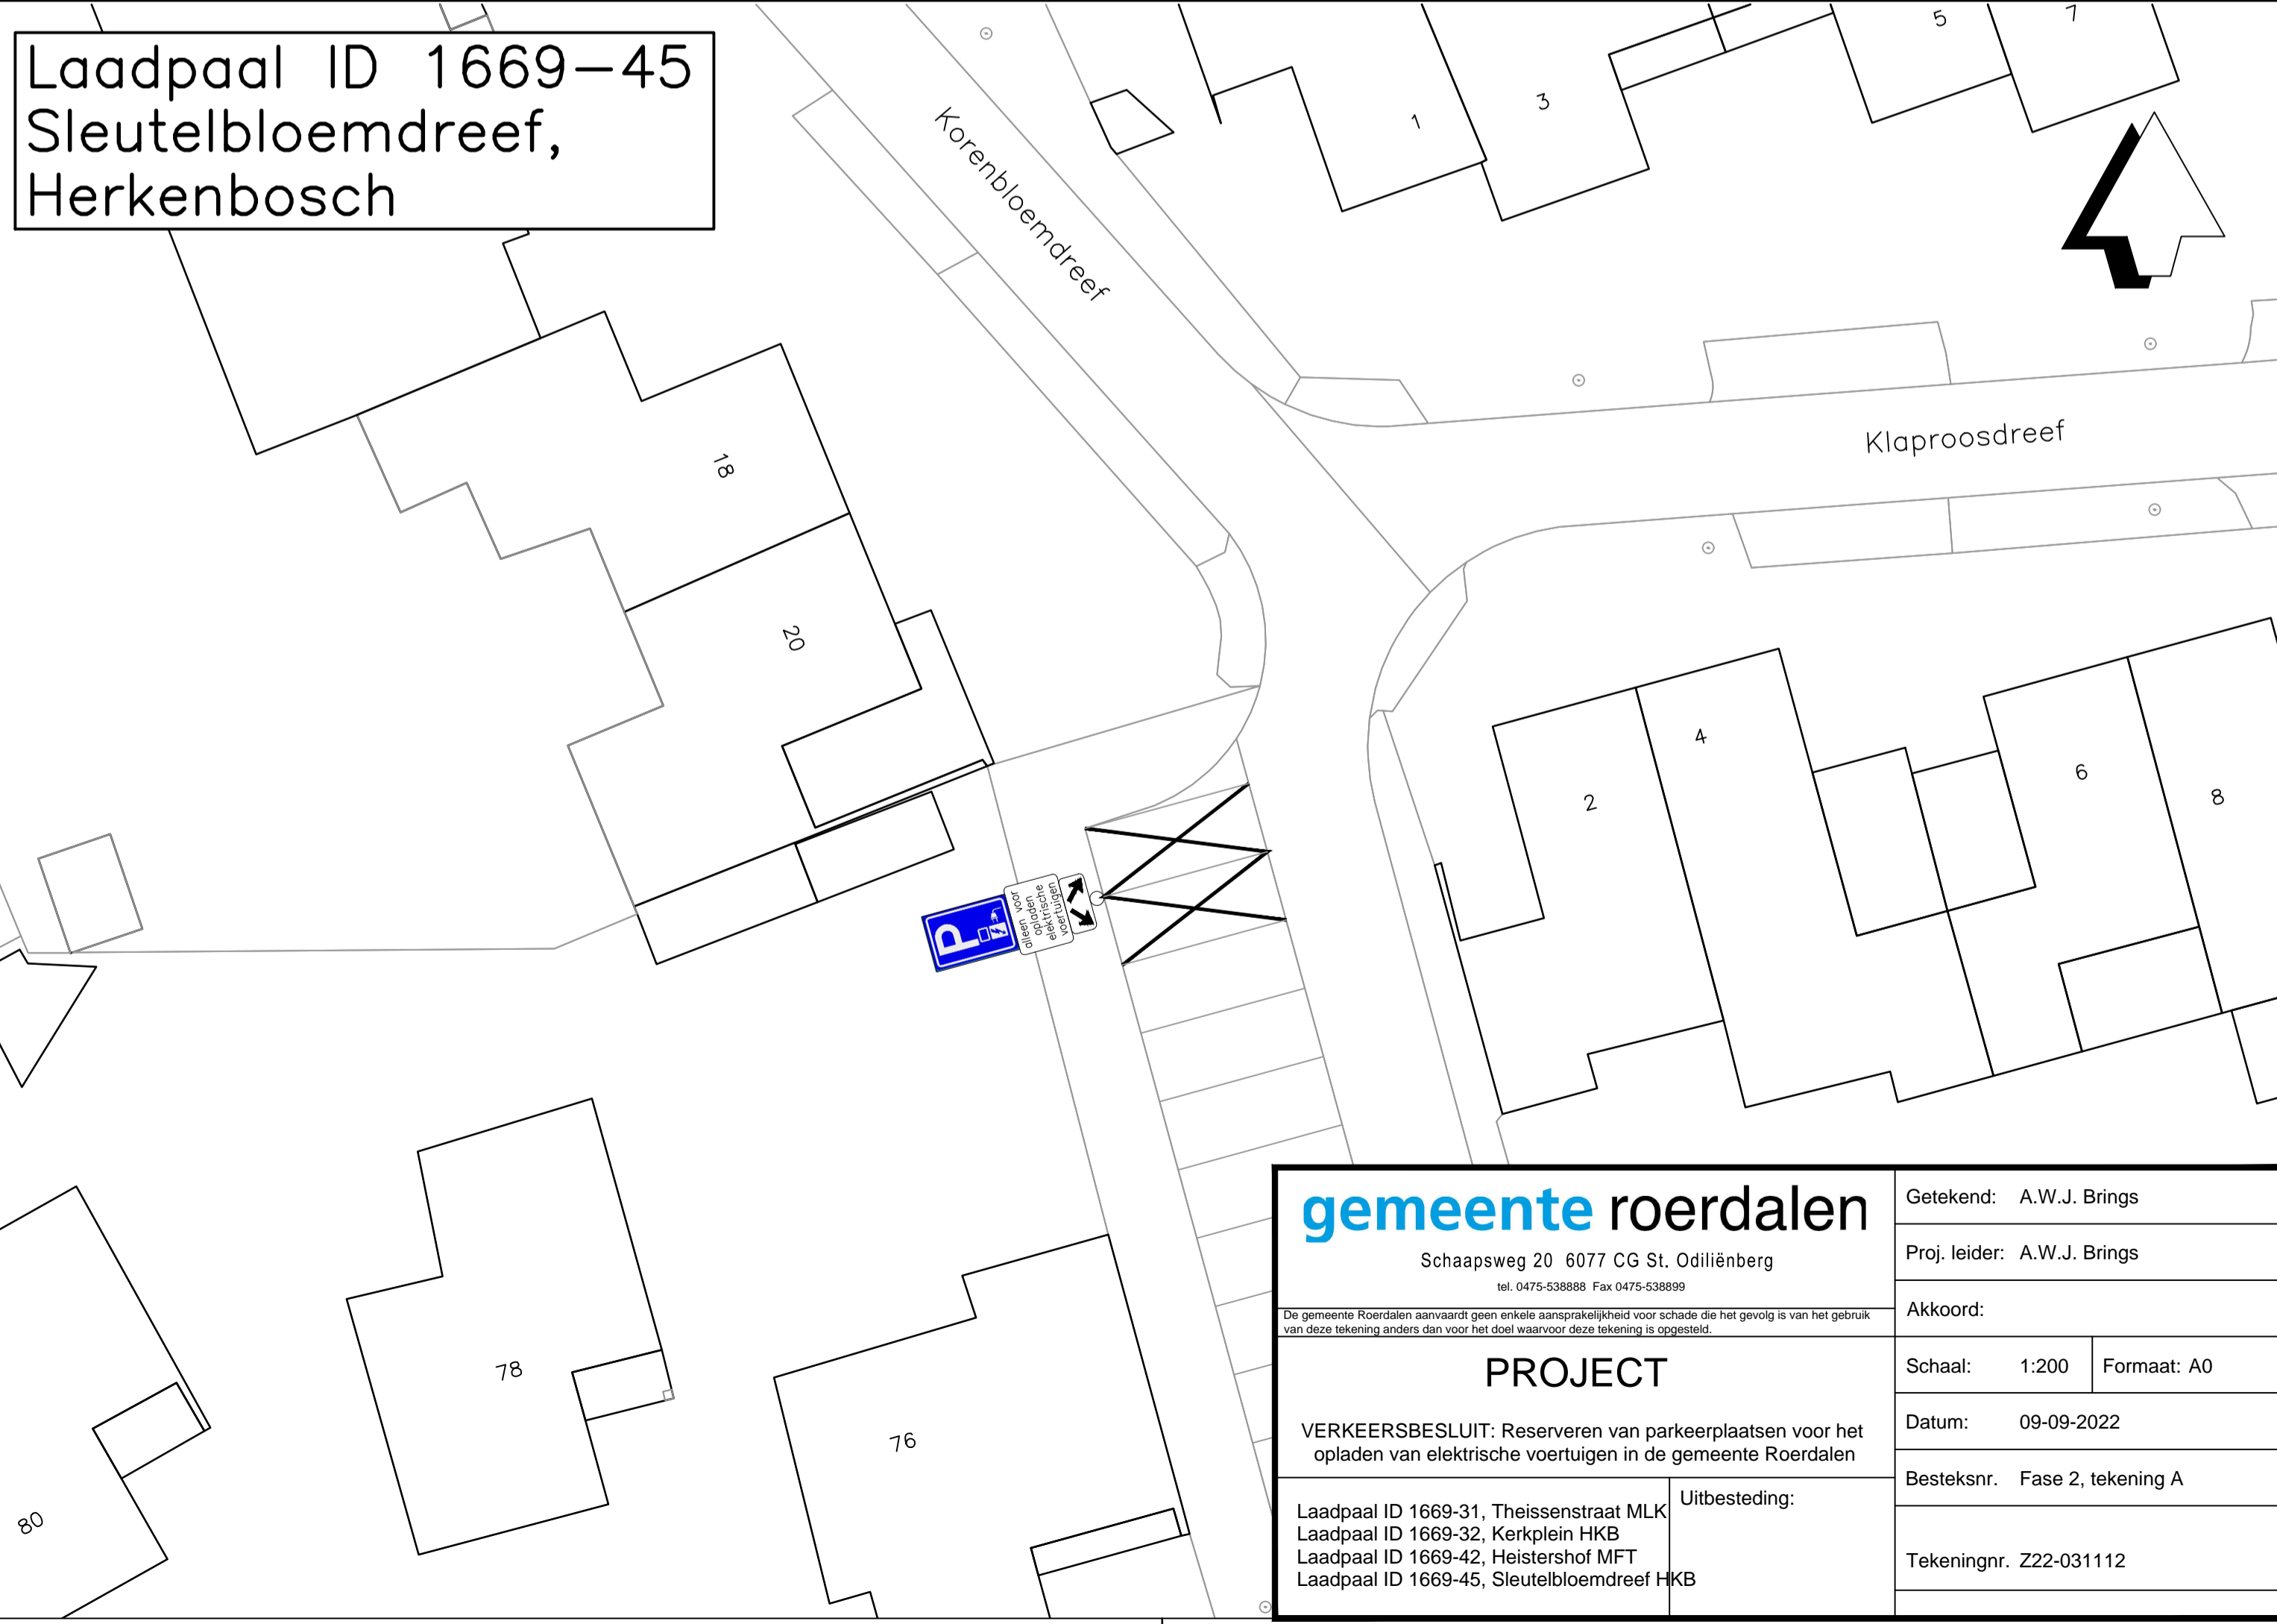 Laadpaal ID 1669-45
Sleutelbloemdreef,
Herkenbosch
Korenbloemdreef
1
3
5
7
Klaproosdreef
18
20
2
4
6
8
P
alleen voor
opladen
elektrische
voertuigen
78
76
80
gemeente roerdalen
Schaapsweg 20 6077 CG St. Odiliënberg
tel. 0475-538888 Fax 0475-538899
De gemeente Roerdalen aanvaardt geen enkele aansprakelijkheid voor schade die het gevolg is van het gebruik
van deze tekening anders dan voor het doel waarvoor deze tekening is opgesteld.
PROJECT
VERKEERSBESLUIT: Reserveren van parkeerplaatsen voor het
opladen van elektrische voertuigen in de gemeente Roerdalen
Laadpaal ID 1669-31, Theissenstraat MLK
Laadpaal ID 1669-32, Kerkplein HKB
Laadpaal ID 1669-42, Heistershof MFT
Laadpaal ID 1669-45, Sleutelbloemdreef HKB
Uitbesteding:
Getekend: A.W.J. Brings
Proj. leider: A.W.J. Brings
Akkoord:
Schaal: 1:200 Formaat: A0
Datum: 09-09-2022
Besteksnr. Fase 2, tekening A
Tekeningnr. Z22-031112